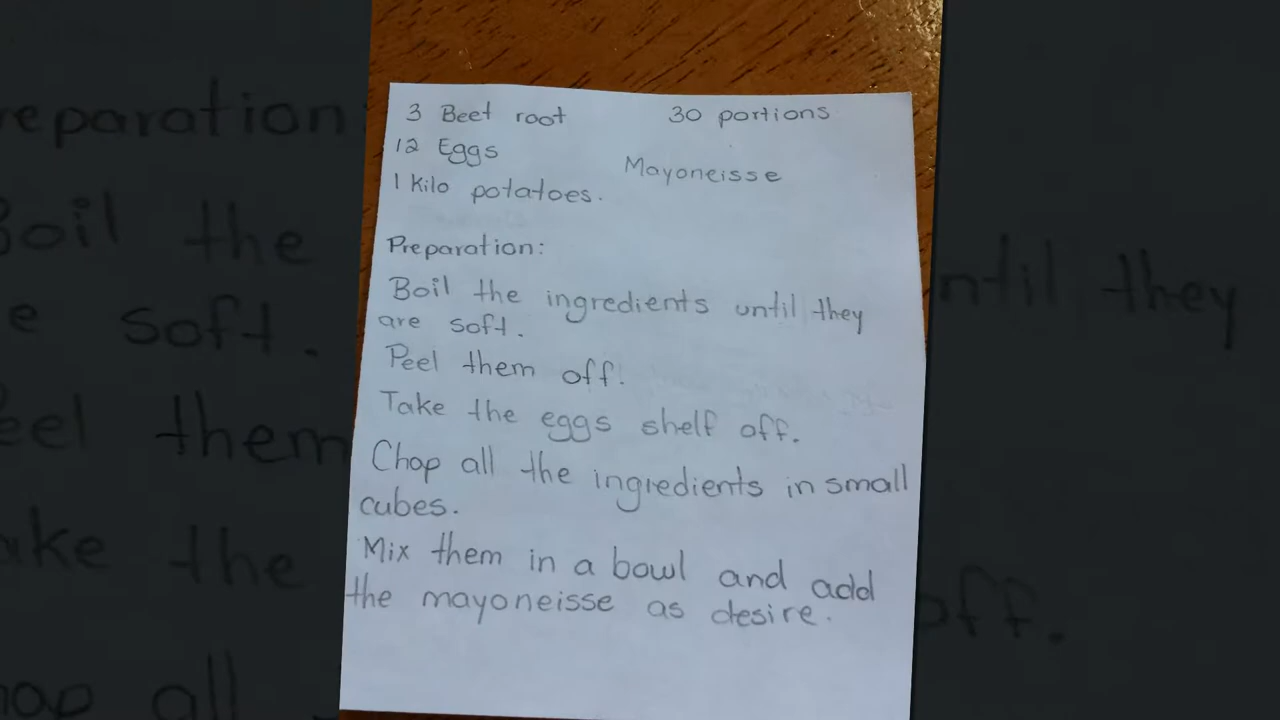 3 Beet root 30 portions
12 Eggs
Mayoneisse
1 Kilo potatoes.
Preparation:
Boil the ingredients until they
are soft.
Peel them off.
Take the eggs shelf off.
Chop all the ingredients in small
cubes.
Mix them in a bowl and add
the mayoneisse as desire.